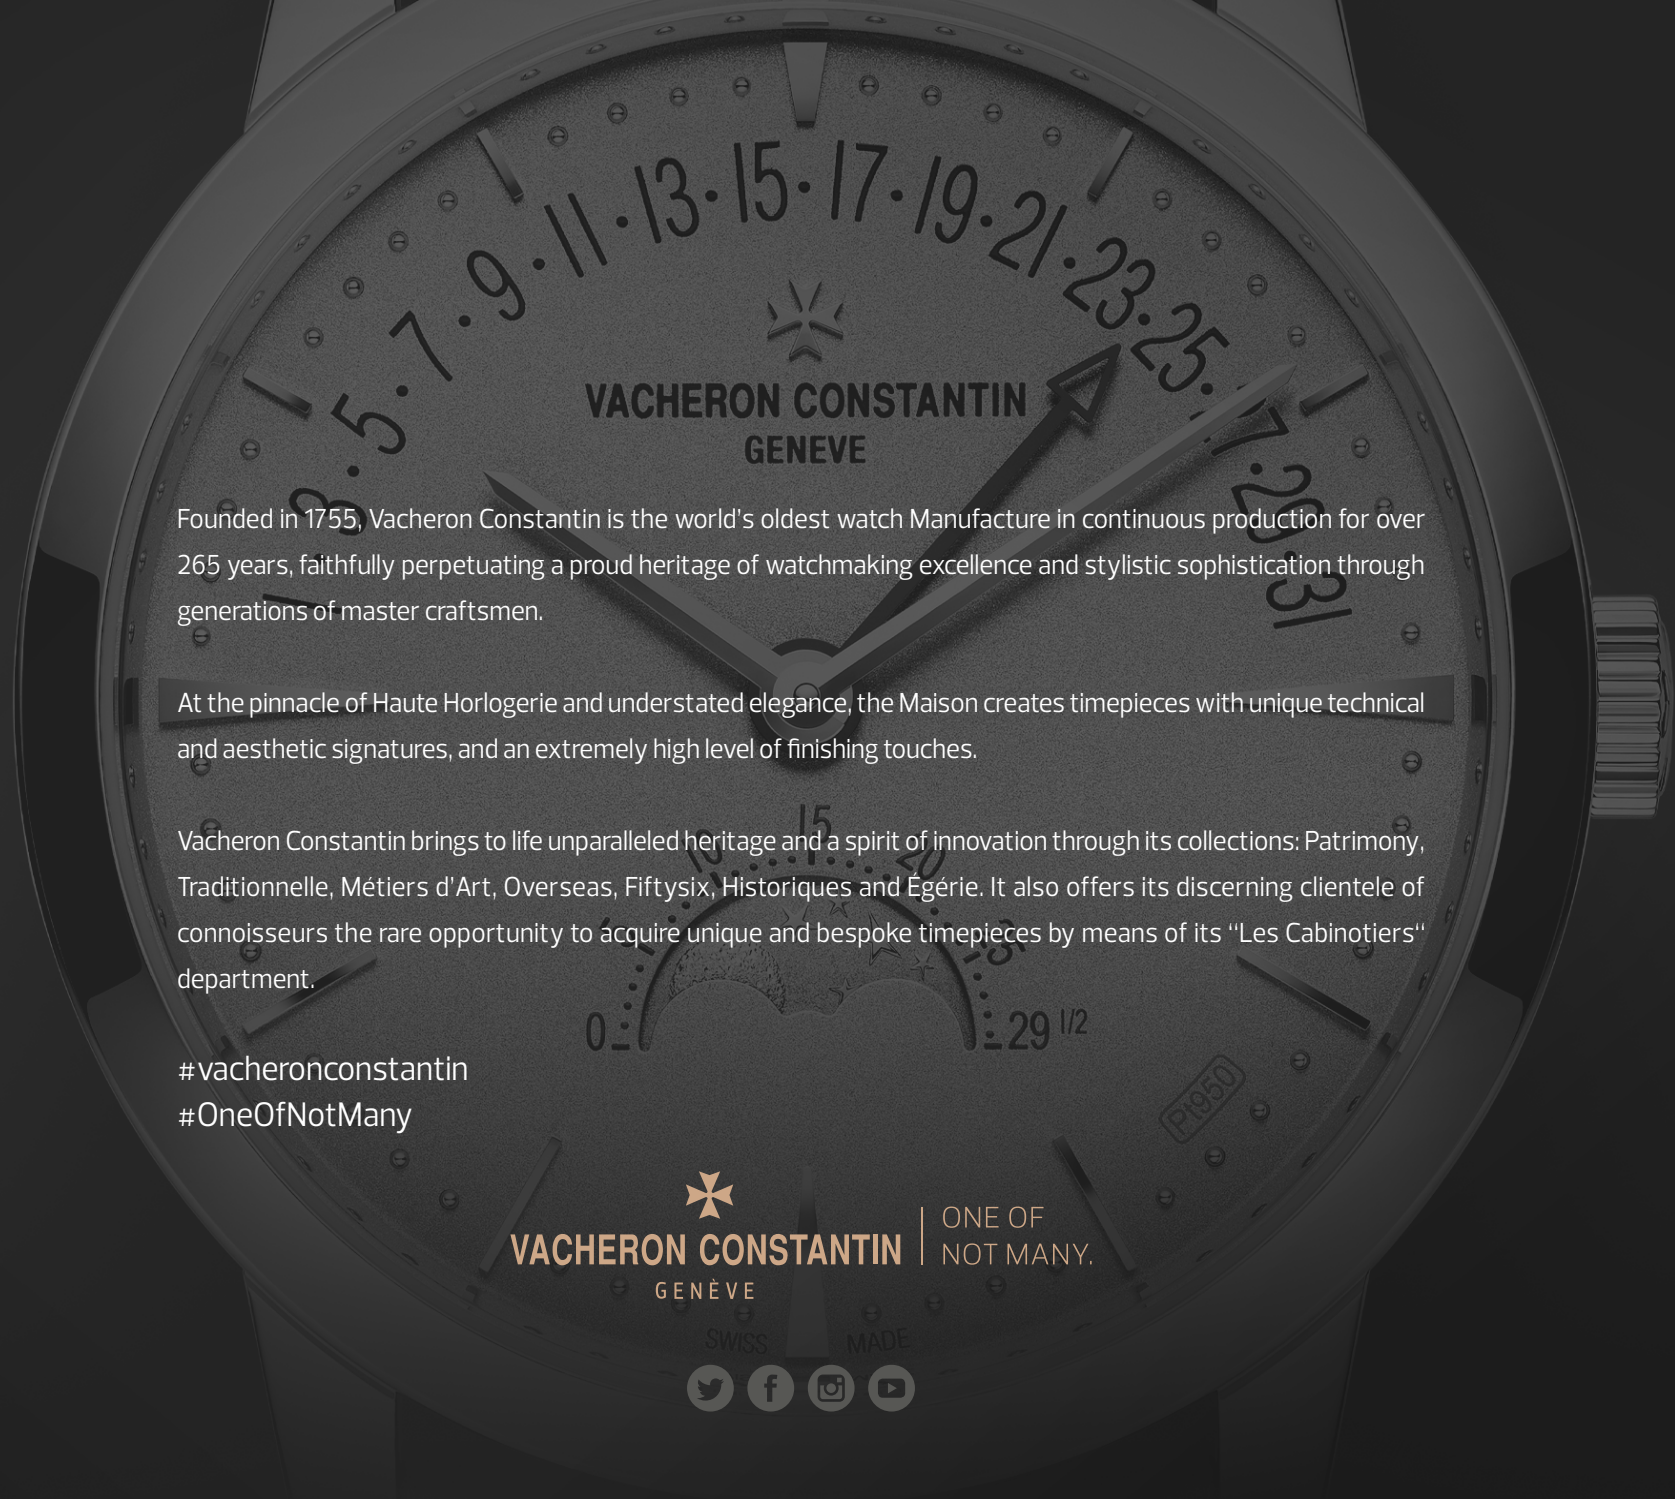 1 · 3 · 5 · 7 · 9 · 11 · 13 · 15 · 17 · 19 · 21 · 23 · 25 · 27 · 29 · 31
VACHERON CONSTANTIN
GENEVE
Founded in 1755, Vacheron Constantin is the world’s oldest watch Manufacture in continuous production for over
265 years, faithfully perpetuating a proud heritage of watchmaking excellence and stylistic sophistication through
generations of master craftsmen.
At the pinnacle of Haute Horlogerie and understated elegance, the Maison creates timepieces with unique technical
and aesthetic signatures, and an extremely high level of finishing touches.
Vacheron Constantin brings to life unparalleled heritage and a spirit of innovation through its collections: Patrimony,
Traditionnelle, Métiers d’Art, Overseas, Fiftysix, Historiques and Égérie. It also offers its discerning clientele of
connoisseurs the rare opportunity to acquire unique and bespoke timepieces by means of its “Les Cabinotiers“
department.
0 5 10 15 20 25 29 1/2
Pt950
#vacheronconstantin
#OneOfNotMany
VACHERON CONSTANTIN
GENÈVE
ONE OF
NOT MANY.
SWISS MADE